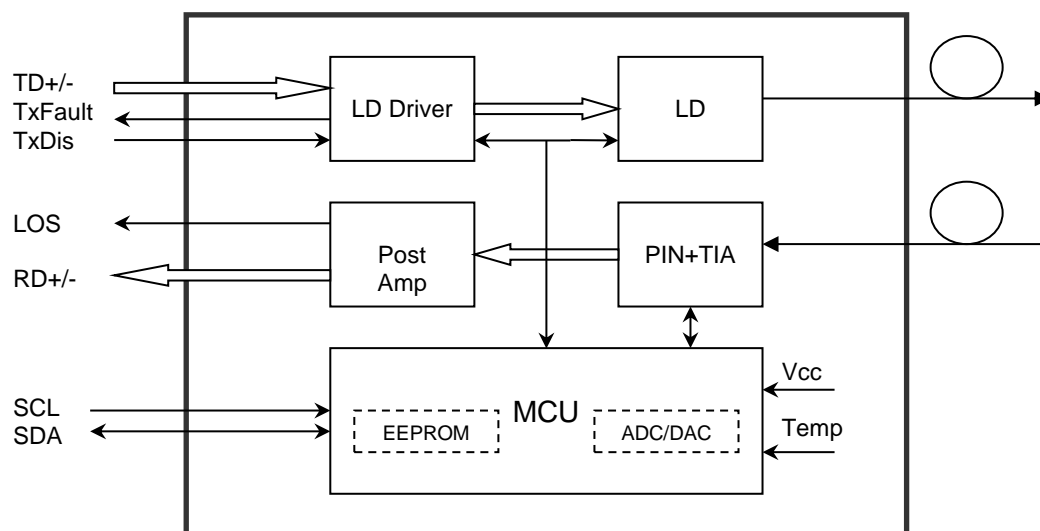 TD+/-
TxFault
TxDis
LD Driver
LD
LOS
RD+/-
Post
Amp
PIN+TIA
SCL
SDA
MCU
EEPROM
ADC/DAC
Vcc
Temp